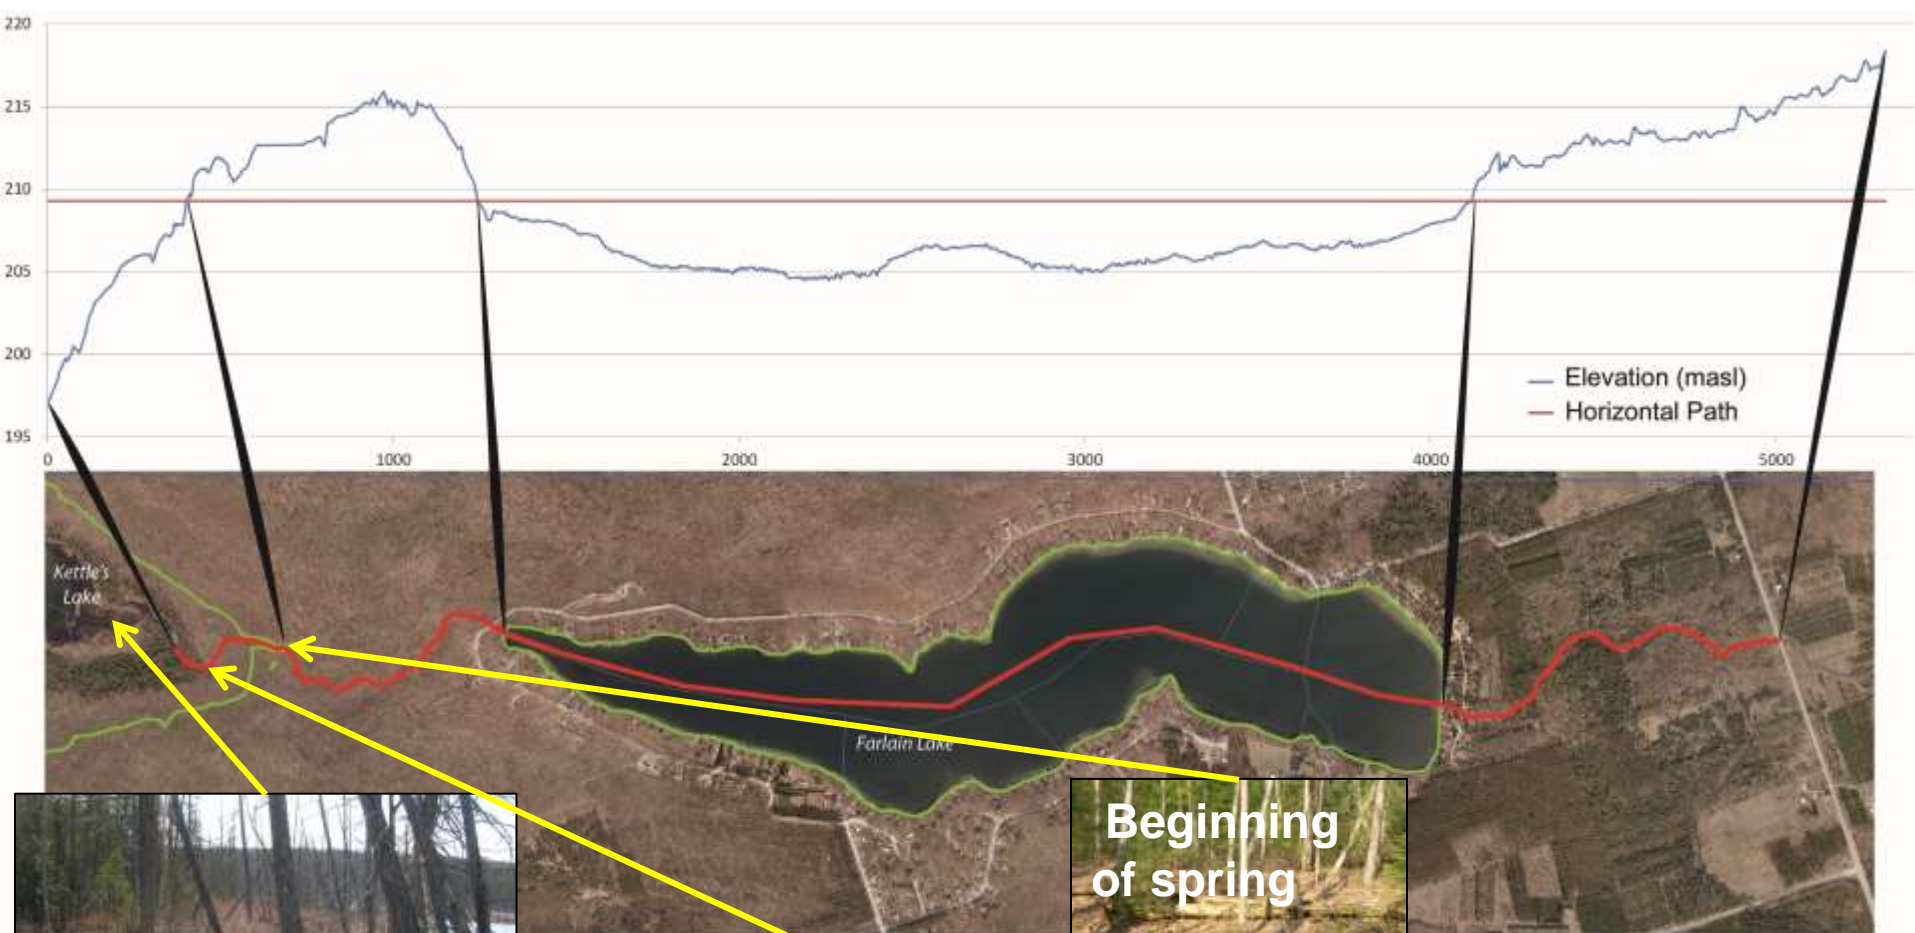 220
215
210
205
200
195
Elevation (masl)
Horizontal Path
0 1000 2000 3000 4000 5000
Kettle's
Lake
Farlain Lake
Beginning
of spring